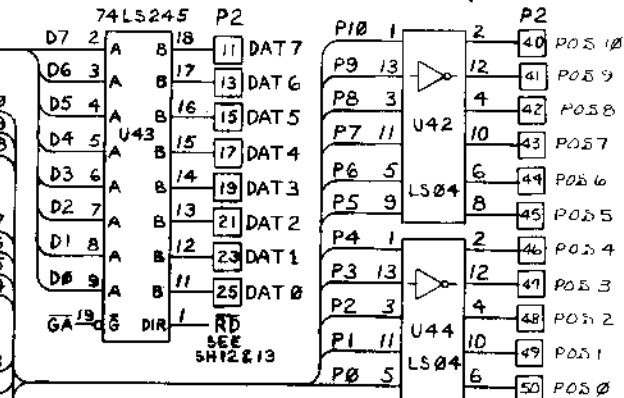 74LS245 P2
D7 2 A B 18 11 DAT 7
D6 3 A B 17 13 DAT 6
D5 4 A B 16 15 DAT 5
U43
D4 5 A B 15 17 DAT 4
D3 6 A B 14 19 DAT 3
D2 7 A B 13 21 DAT 2
D1 8 A B 12 23 DAT 1
DØ 9 A B 11 25 DAT Ø
GA 19 G DIR 1 RD
SEE
SH12 & 13
P2
P1Ø 1 2 40 POS 1Ø
P9 13 12 41 POS 9
P8 3 4 42 POS 8
U42
P7 11 10 43 POS 7
P6 5 6 44 POS 6
LSØ4
P5 9 8 45 POS 5
P4 1 2 46 POS 4
P3 13 12 47 POS 3
P2 3 4 48 POS 2
U44
P1 11 10 49 POS 1
LSØ4
PØ 5 6 50 POS Ø